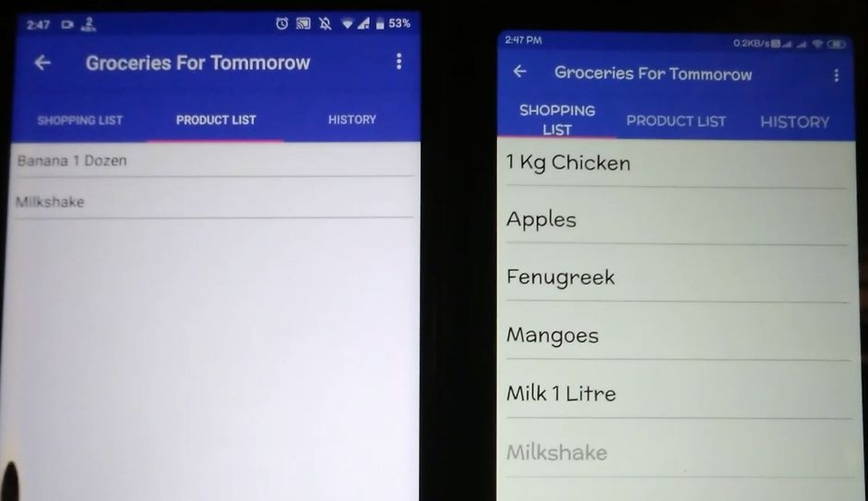 2:47 2 KB/s 53%
Groceries For Tommorow
SHOPPING LIST PRODUCT LIST HISTORY
Banana 1 Dozen
Milkshake
2:47 PM 0.2KB/s
Groceries For Tommorow
SHOPPING
LIST
PRODUCT LIST HISTORY
1 Kg Chicken
Apples
Fenugreek
Mangoes
Milk 1 Litre
Milkshake